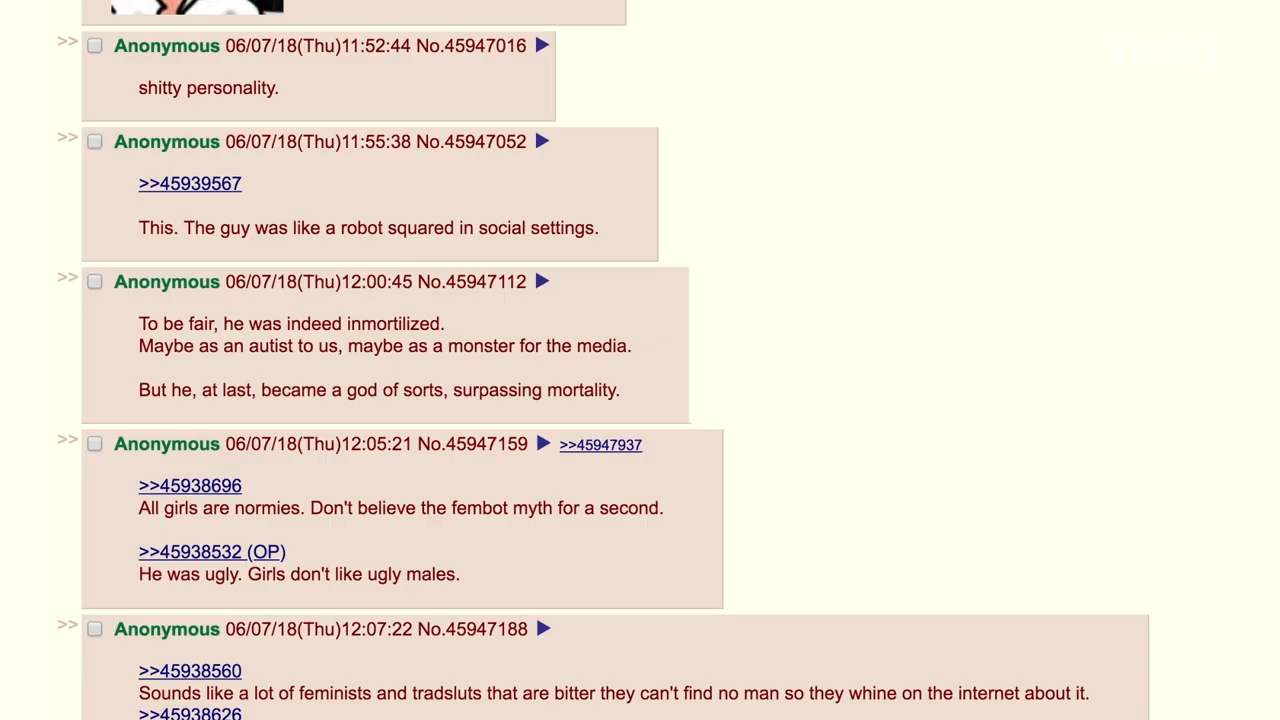 >> Anonymous 06/07/18(Thu)11:52:44 No.45947016 ▶
shitty personality.
>> Anonymous 06/07/18(Thu)11:55:38 No.45947052 ▶
>>45939567
This. The guy was like a robot squared in social settings.
>> Anonymous 06/07/18(Thu)12:00:45 No.45947112 ▶
To be fair, he was indeed inmortilized.
Maybe as an autist to us, maybe as a monster for the media.
But he, at last, became a god of sorts, surpassing mortality.
>> Anonymous 06/07/18(Thu)12:05:21 No.45947159 ▶ >>45947937
>>45938696
All girls are normies. Don't believe the fembot myth for a second.
>>45938532 (OP)
He was ugly. Girls don't like ugly males.
>> Anonymous 06/07/18(Thu)12:07:22 No.45947188 ▶
>>45938560
Sounds like a lot of feminists and tradsluts that are bitter they can't find no man so they whine on the internet about it.
>>45938626